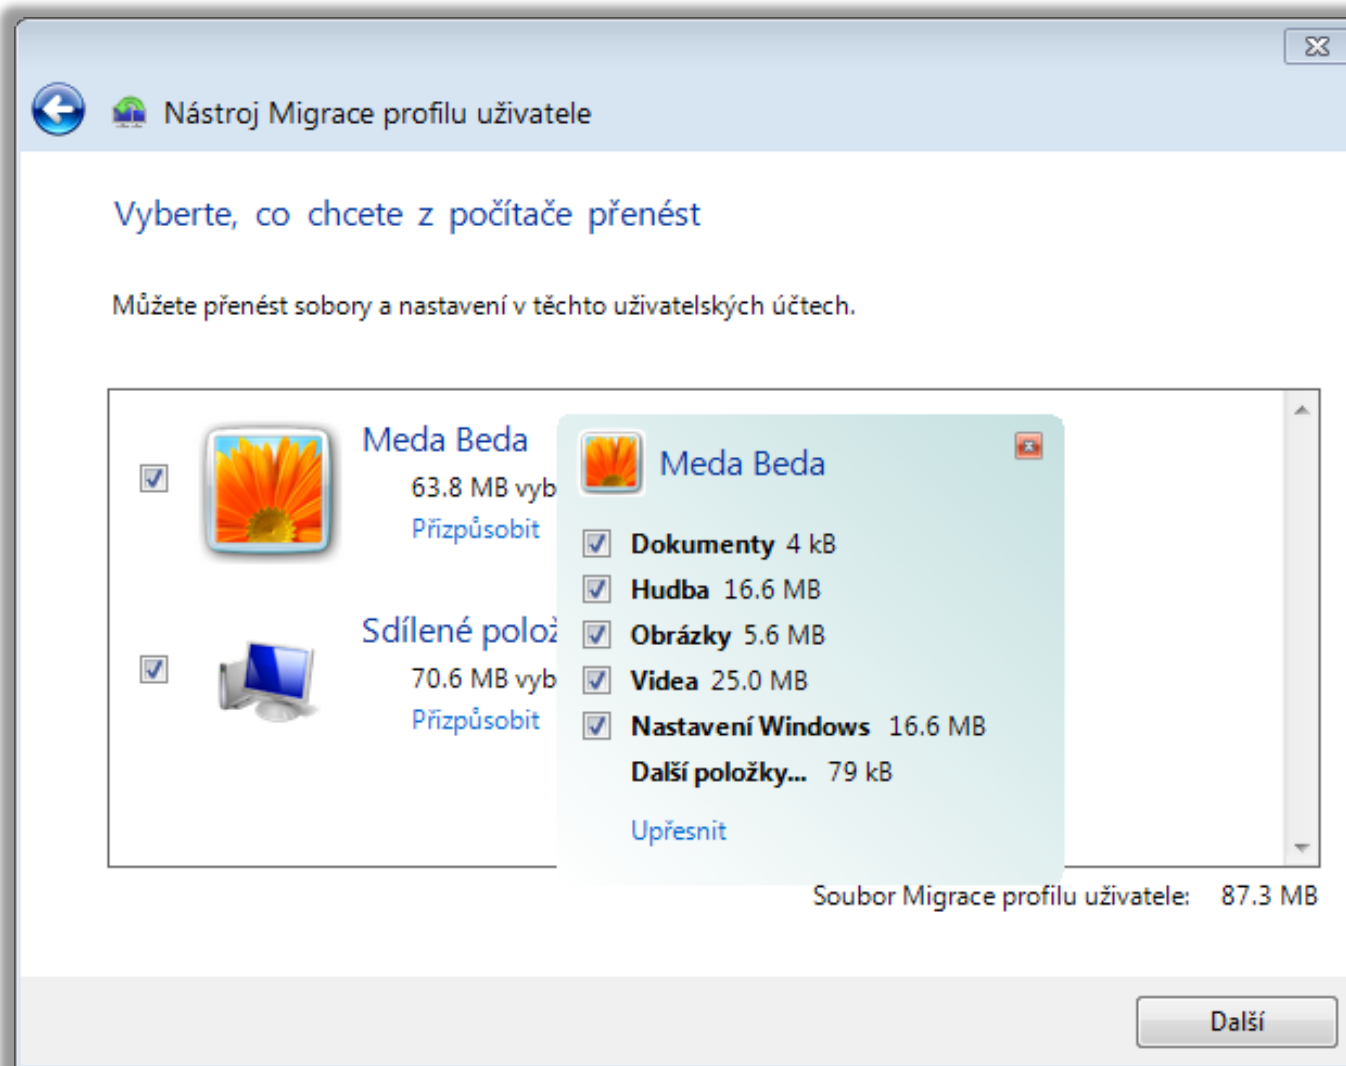 Nástroj Migrace profilu uživatele
Vyberte, co chcete z počítače přenést
Můžete přenést sobory a nastavení v těchto uživatelských účtech.
Meda Beda
63.8 MB vyb
Přizpůsobit
Sdílené polož
70.6 MB vyb
Přizpůsobit
Meda Beda
Dokumenty 4 kB
Hudba 16.6 MB
Obrázky 5.6 MB
Videa 25.0 MB
Nastavení Windows 16.6 MB
Další položky... 79 kB
Upřesnit
Soubor Migrace profilu uživatele: 87.3 MB
Další